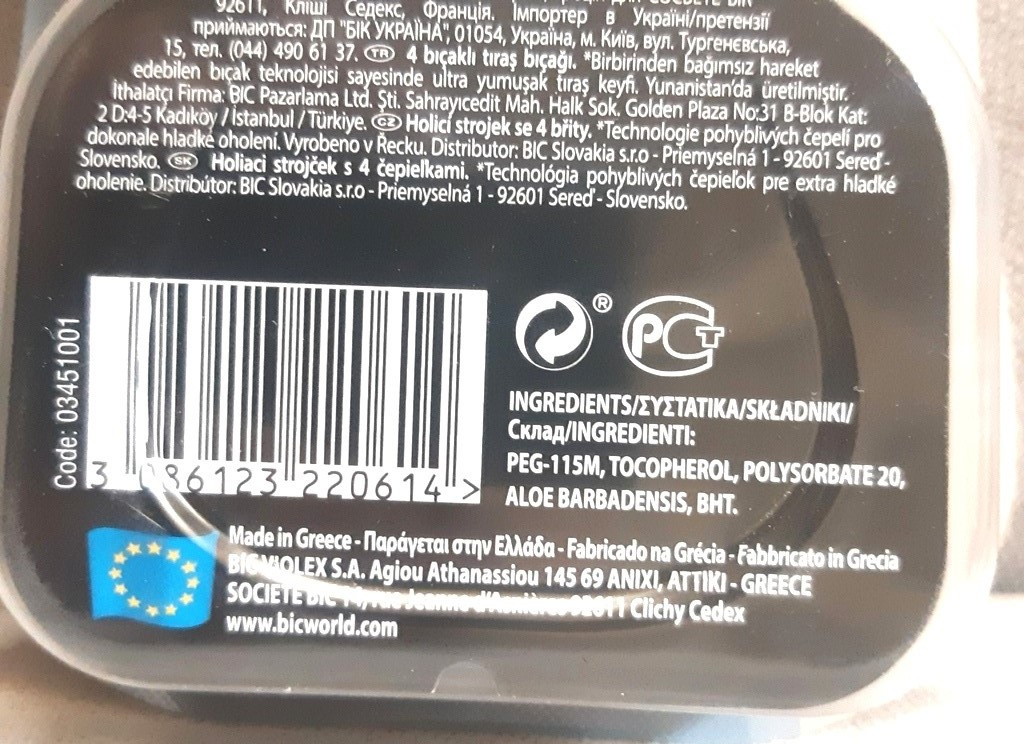 92611, Кліші Седекс, Франція. Імпортер в Україні/претензії
приймаються: ДП "БІК УКРАЇНА", 01054, Україна, м. Київ, вул. Тургенєвська,
15, тел. (044) 490 61 37. TR 4 bıçaklı tıraş bıçağı. *Birbirinden bağımsız hareket
edebilen bıçak teknolojisi sayesinde ultra yumuşak tıraş keyfi. Yunanistan'da üretilmiştir.
İthalatçı Firma: BIC Pazarlama Ltd. Şti. Sahrayıcedit Mah. Halk Sok. Golden Plaza No:31 B-Blok Kat:
2 D:4-5 Kadıköy / İstanbul / Türkiye. CZ Holicí strojek se 4 břity. *Technologie pohyblivých čepelí pro
dokonale hladké oholení. Vyrobeno v Řecku. Distributor: BIC Slovakia s.r.o - Priemyselná 1 - 92601 Sereď -
Slovensko. SK Holiaci strojček s 4 čepieľkami. *Technológia pohyblivých čepieľok pre extra hladké
oholenie. Distribútor: BIC Slovakia s.r.o - Priemyselná 1 - 92601 Sereď - Slovensko.
Code: 03451001
3 086123 220614 >
®
РСТ
INGREDIENTS/ΣΥΣΤΑΤΙΚΑ/SKŁADNIKI/
Склад/INGREDIENTI:
PEG-115M, TOCOPHEROL, POLYSORBATE 20,
ALOE BARBADENSIS, BHT.
Made in Greece - Παράγεται στην Ελλάδα - Fabricado na Grécia - Fabbricato in Grecia
BIC VIOLEX S.A. Agiou Athanassiou 145 69 ANIXI, ATTIKI - GREECE
SOCIETE BIC 14, rue Jeanne d'Asnières 92611 Clichy Cedex
www.bicworld.com